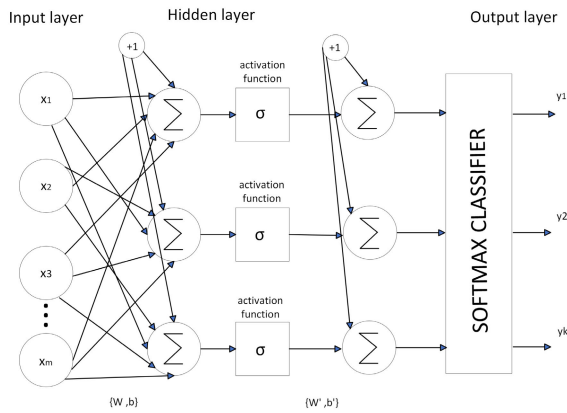 Input layer
Hidden layer
Output layer
+1
+1
activation
function
x1
Σ
σ
Σ
y1
activation
function
x2
Σ
σ
Σ
y2
x3
activation
function
xm
Σ
σ
Σ
yk
SOFTMAX CLASSIFIER
{W ,b}
{W' ,b'}